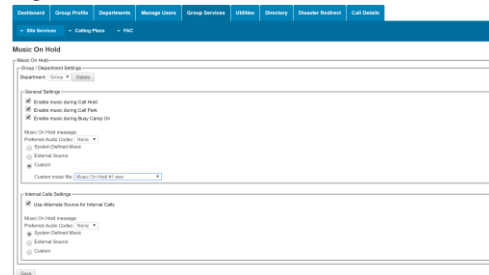 Dashboard Group Profile Departments Manage Users Group Services Utilities Directory Disaster Redirect Call Details
Site Services Calling Plans FAC
Music On Hold
Music On Hold
Group / Department Settings
Department: Group Delete
General Settings
Enable music during Call Hold
Enable music during Call Park
Enable music during Busy Camp On
Music On Hold message:
Preferred Audio Codec: None
System Defined Music
External Source
Custom
Custom music file: Music On Hold #1.wav
Internal Calls Settings
Use Alternate Source for Internal Calls
Music On Hold message:
Preferred Audio Codec: None
System Defined Music
External Source
Custom
Save